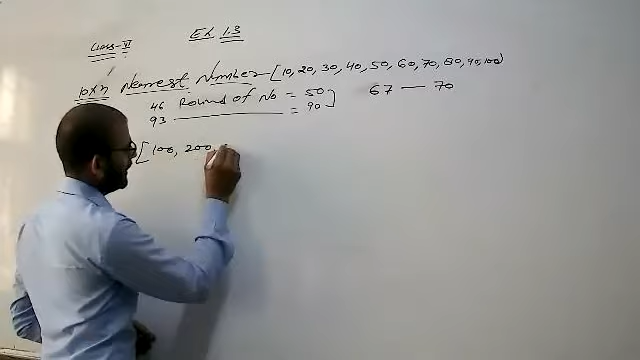 Class-VI
Ex 1.3
10x Nearest Number - [10, 20, 30, 40, 50, 60, 70, 80, 90, 100)
46 Round of No = 50]
67 — 70
93 ———— = 90
[100, 200,